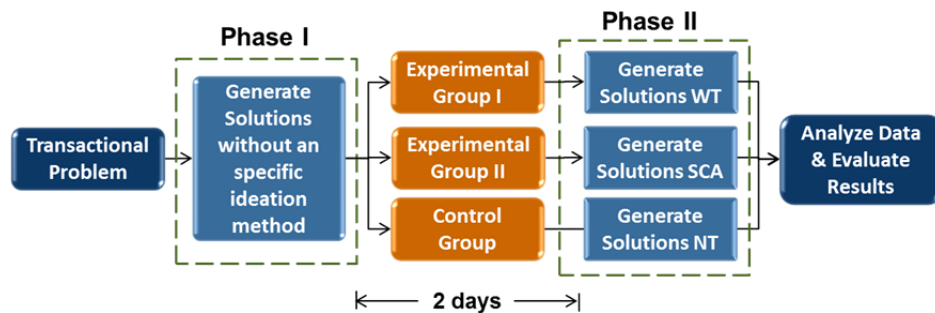 Phase I
Phase II
Transactional
Problem
Generate
Solutions
without an
specific
ideation
method
Experimental
Group I
Experimental
Group II
Control
Group
Generate
Solutions WT
Generate
Solutions SCA
Generate
Solutions NT
Analyze Data
& Evaluate
Results
2 days